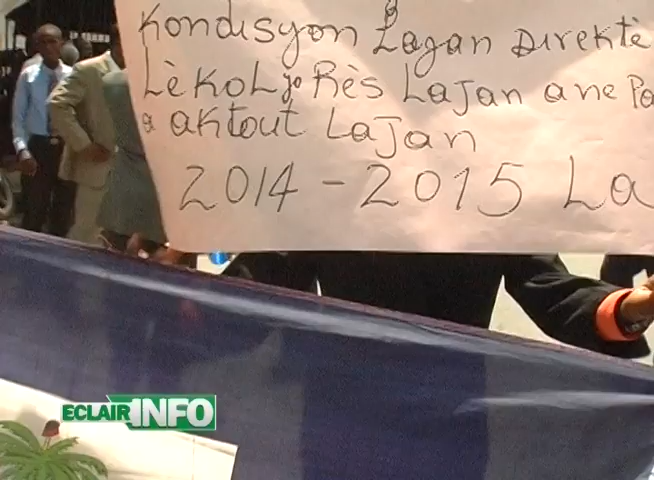 Kondisyon Lajan Direktè
Lèkol yo Rès Lajan ane Pa
a aktout Lajan
2014 - 2015 La
ECLAIR INFO